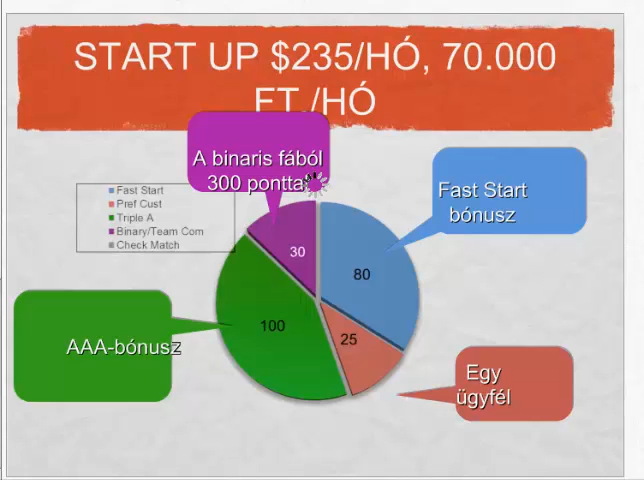 START UP $235/HÓ, 70.000
FT./HÓ
A binaris fából
300 ponttal
Fast Start
bónusz
Fast Start
Pref Cust
Triple A
Binary/Team Com
Check Match
30
80
100
25
AAA-bónusz
Egy
ügyfél